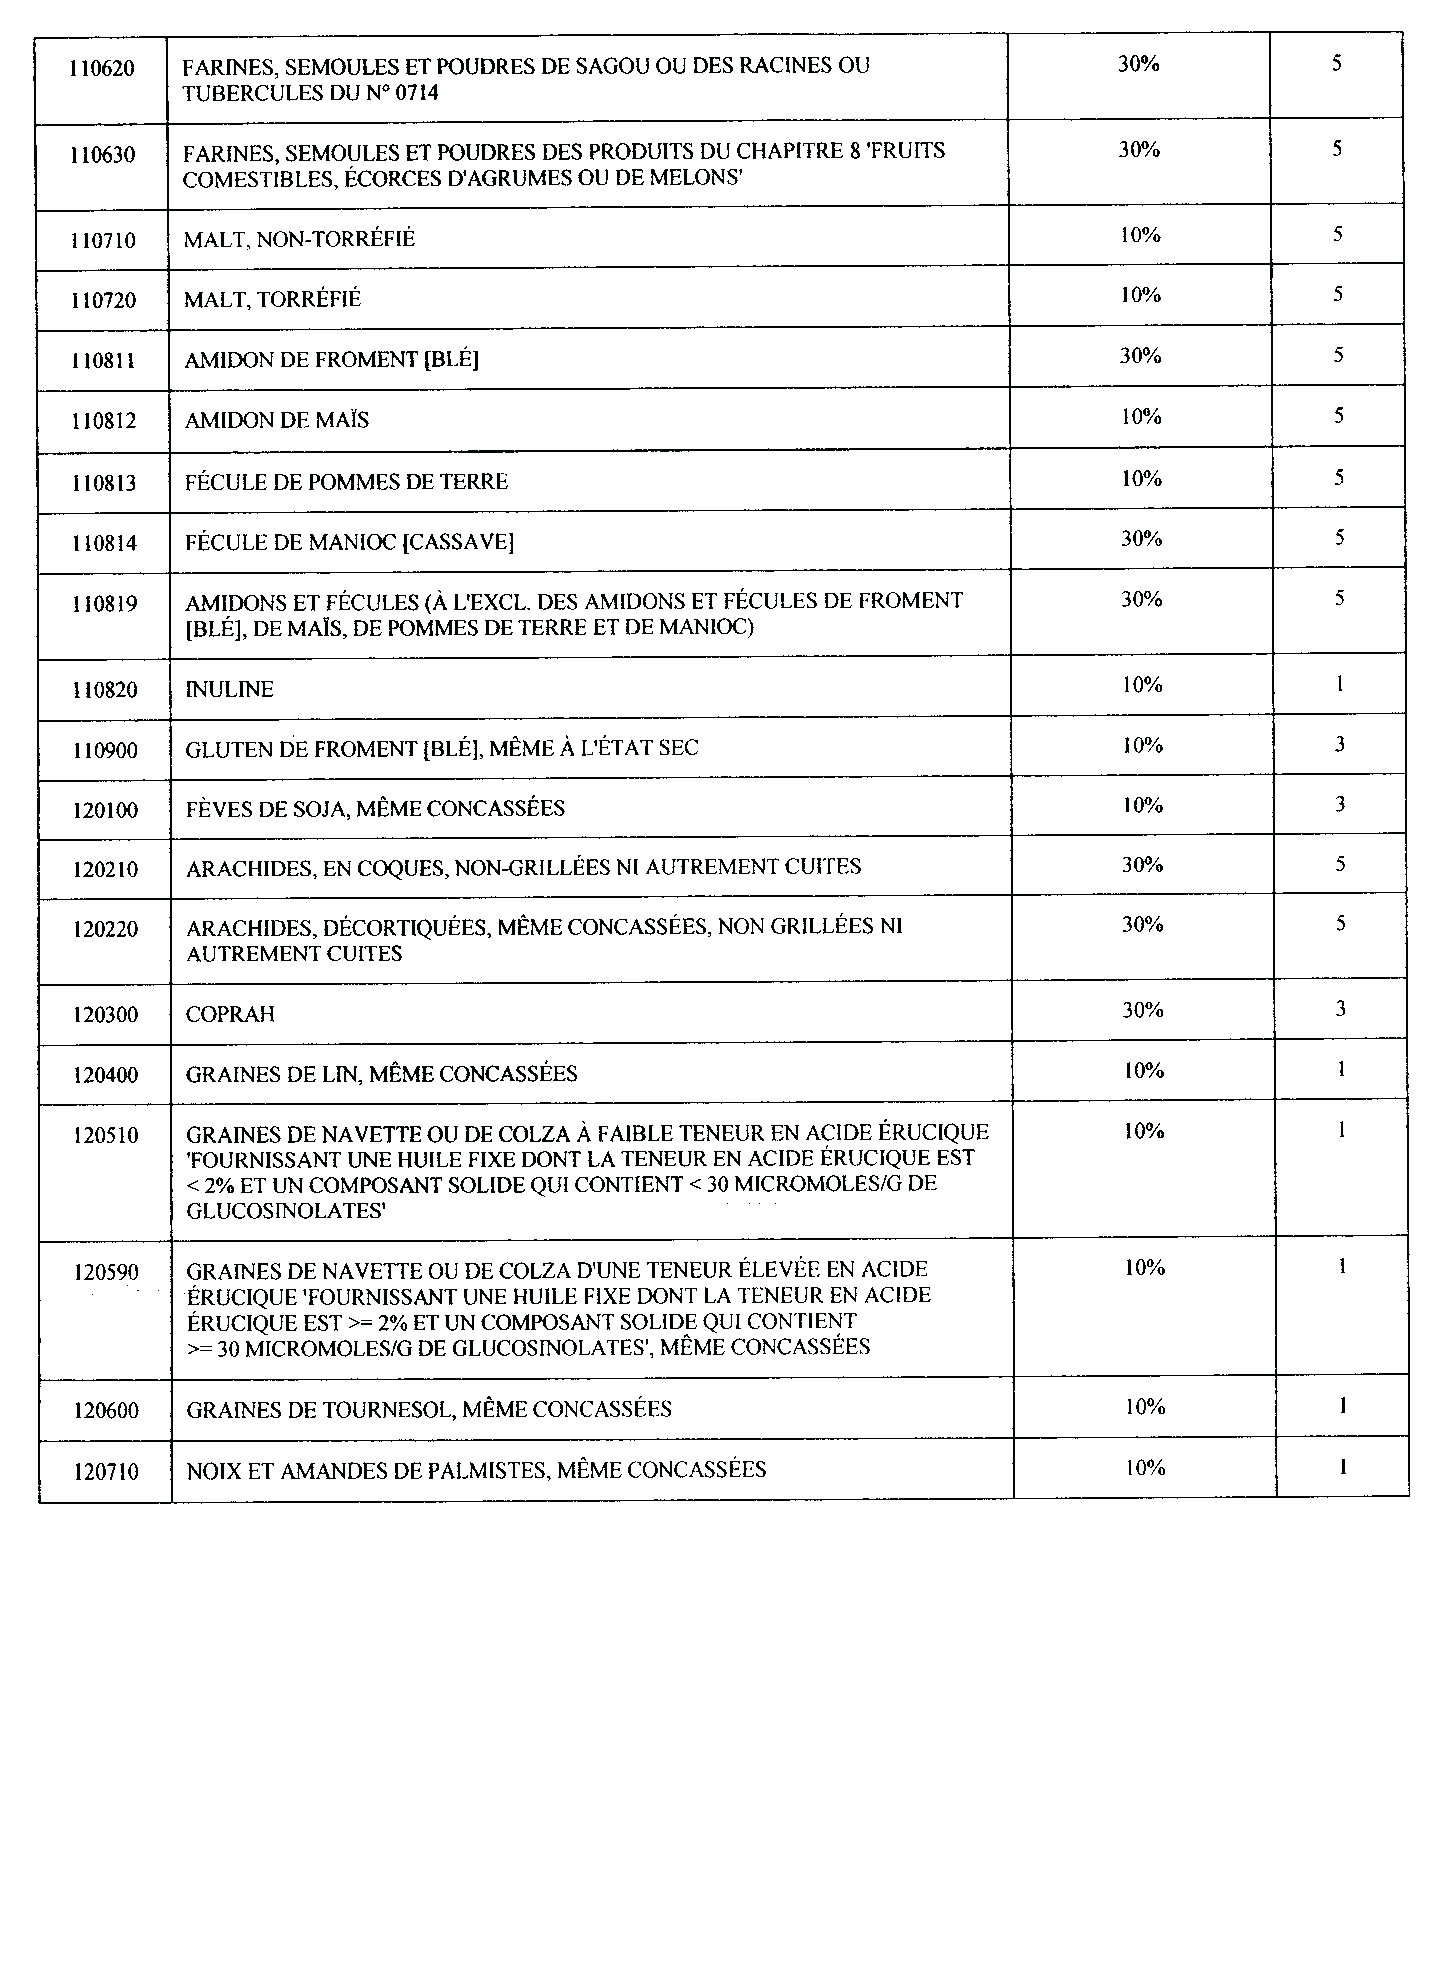 110620 FARINES, SEMOULES ET POUDRES DE SAGOU OU DES RACINES OU 30% 5
TUBERCULES DU N° 0714
110630 FARINES, SEMOULES ET POUDRES DES PRODUITS DU CHAPITRE 8 'FRUITS 30% 5
COMESTIBLES, ÉCORCES D'AGRUMES OU DE MELONS'
110710 MALT, NON-TORRÉFIÉ 10% 5
110720 MALT, TORRÉFIÉ 10% 5
110811 AMIDON DE FROMENT [BLÉ] 30% 5
110812 AMIDON DE MAÏS 10% 5
110813 FÉCULE DE POMMES DE TERRE 10% 5
110814 FÉCULE DE MANIOC [CASSAVE] 30% 5
110819 AMIDONS ET FÉCULES (À L'EXCL. DES AMIDONS ET FÉCULES DE FROMENT 30% 5
[BLÉ], DE MAÏS, DE POMMES DE TERRE ET DE MANIOC)
110820 INULINE 10% 1
110900 GLUTEN DE FROMENT [BLÉ], MÊME À L'ÉTAT SEC 10% 3
120100 FÈVES DE SOJA, MÊME CONCASSÉES 10% 3
120210 ARACHIDES, EN COQUES, NON-GRILLÉES NI AUTREMENT CUITES 30% 5
120220 ARACHIDES, DÉCORTIQUÉES, MÊME CONCASSÉES, NON GRILLÉES NI 30% 5
AUTREMENT CUITES
120300 COPRAH 30% 3
120400 GRAINES DE LIN, MÊME CONCASSÉES 10% 1
120510 GRAINES DE NAVETTE OU DE COLZA À FAIBLE TENEUR EN ACIDE ÉRUCIQUE 10% 1
'FOURNISSANT UNE HUILE FIXE DONT LA TENEUR EN ACIDE ÉRUCIQUE EST
< 2% ET UN COMPOSANT SOLIDE QUI CONTIENT < 30 MICROMOLES/G DE
GLUCOSINOLATES'
120590 GRAINES DE NAVETTE OU DE COLZA D'UNE TENEUR ÉLEVÉE EN ACIDE 10% 1
ÉRUCIQUE 'FOURNISSANT UNE HUILE FIXE DONT LA TENEUR EN ACIDE
ÉRUCIQUE EST >= 2% ET UN COMPOSANT SOLIDE QUI CONTIENT
>= 30 MICROMOLES/G DE GLUCOSINOLATES', MÊME CONCASSÉES
120600 GRAINES DE TOURNESOL, MÊME CONCASSÉES 10% 1
120710 NOIX ET AMANDES DE PALMISTES, MÊME CONCASSÉES 10% 1